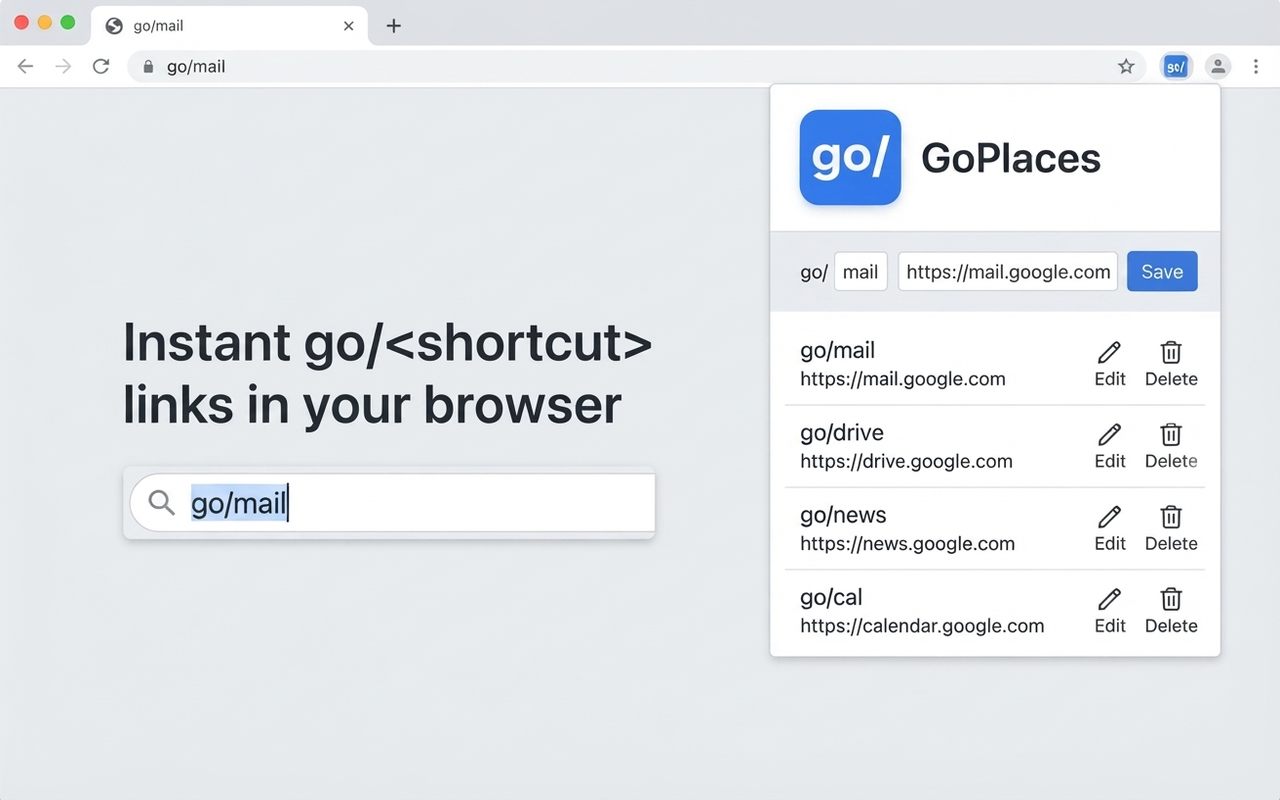 go/mail
go/mail
go/
go/ GoPlaces
go/ mail https://mail.google.com Save
Instant go/<shortcut>
links in your browser
go/mail
go/mail
https://mail.google.com
Edit Delete
go/drive
https://drive.google.com
Edit Delete
go/news
https://news.google.com
Edit Delete
go/cal
https://calendar.google.com
Edit Delete